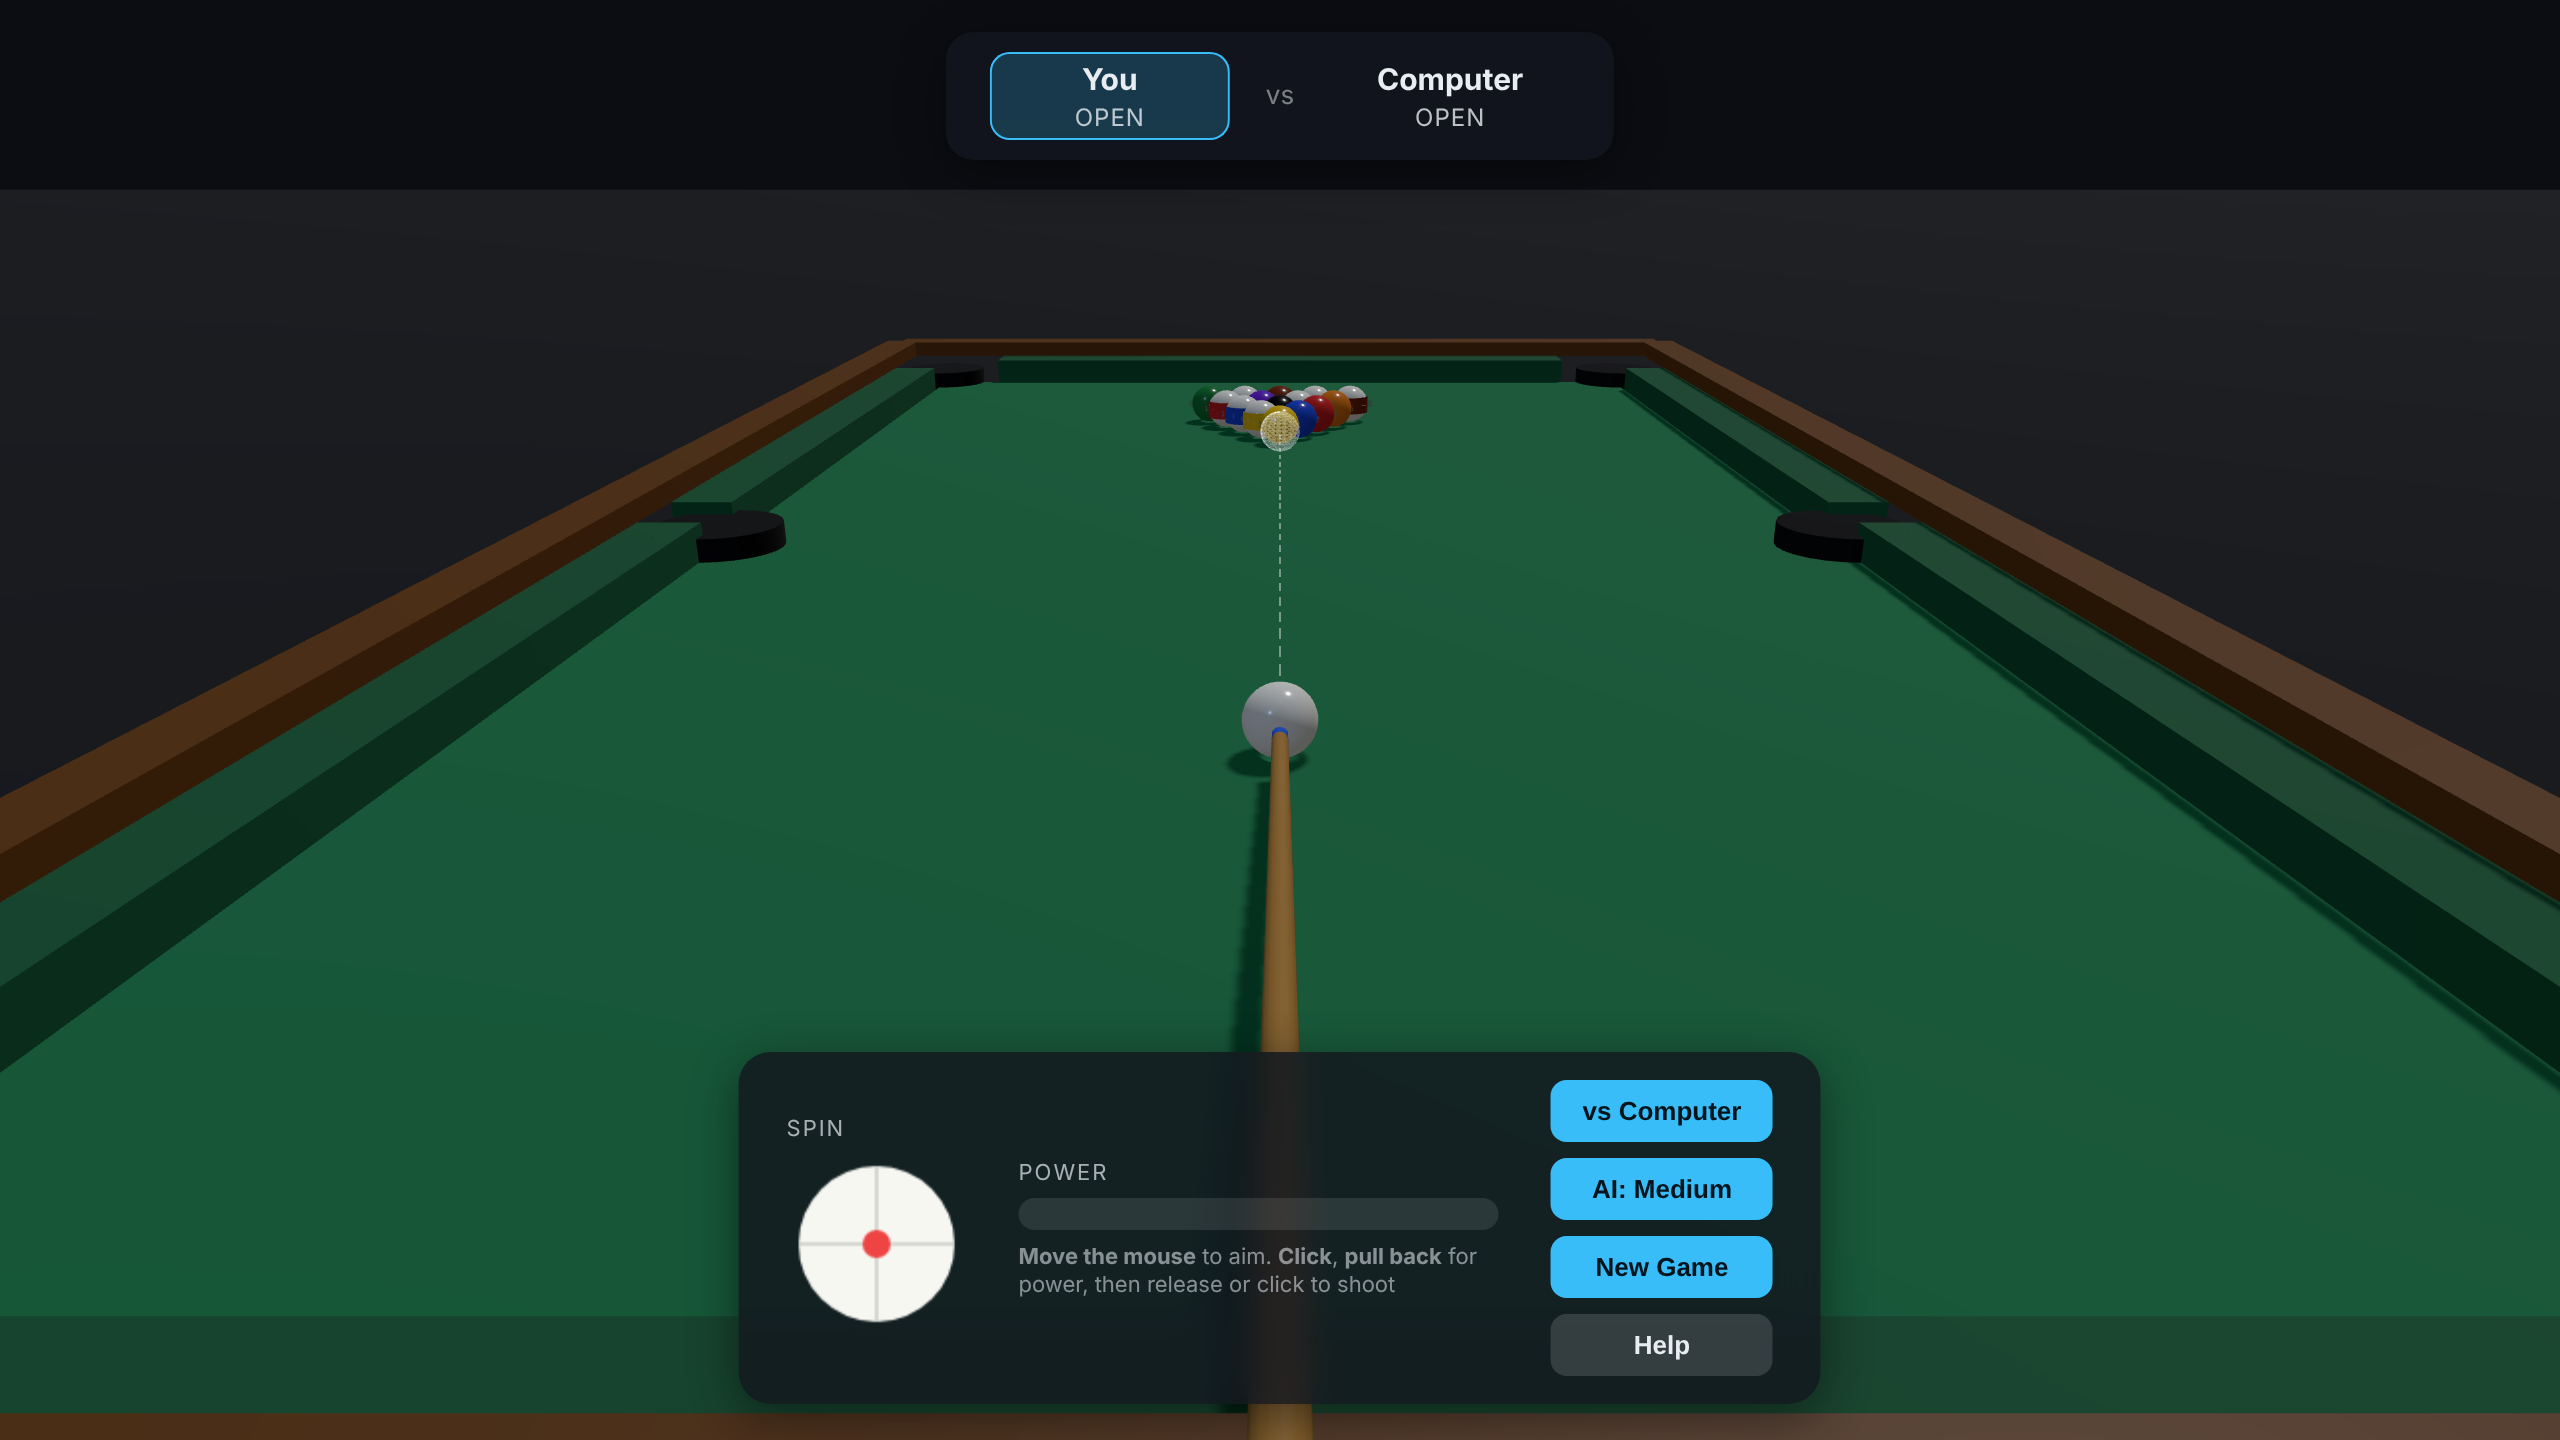 You
OPEN
vs
Computer
OPEN
SPIN
POWER
Move the mouse to aim. Click, pull back for
power, then release or click to shoot
vs Computer
AI: Medium
New Game
Help